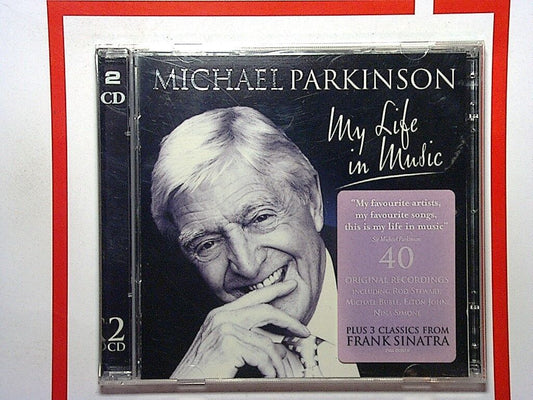 2
CD
MICHAEL PARKINSON
My Life
in Music
"My favourite artists,
my favourite songs,
this is my life in music"
Sir Michael Parkinson
40
ORIGINAL RECORDINGS
INCLUDING ROD STEWART,
MICHAEL BUBLÉ, ELTON JOHN,
NINA SIMONE
PLUS 3 CLASSICS FROM
FRANK SINATRA
2
CD